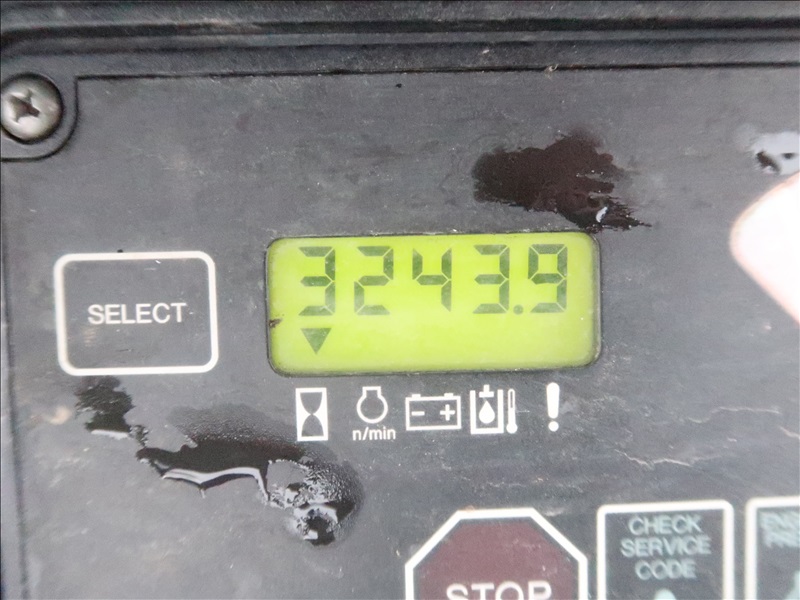 3243.9
SELECT
n/min
STOP
CHECK
SERVICE
CODE